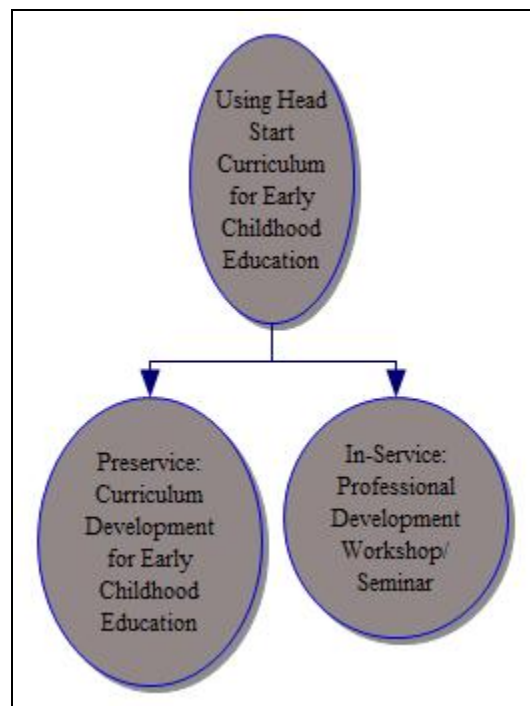 Using Head
Start
Curriculum
for Early
Childhood
Education
Preservice:
Curriculum
Development
for Early
Childhood
Education
In-Service:
Professional
Development
Workshop/
Seminar